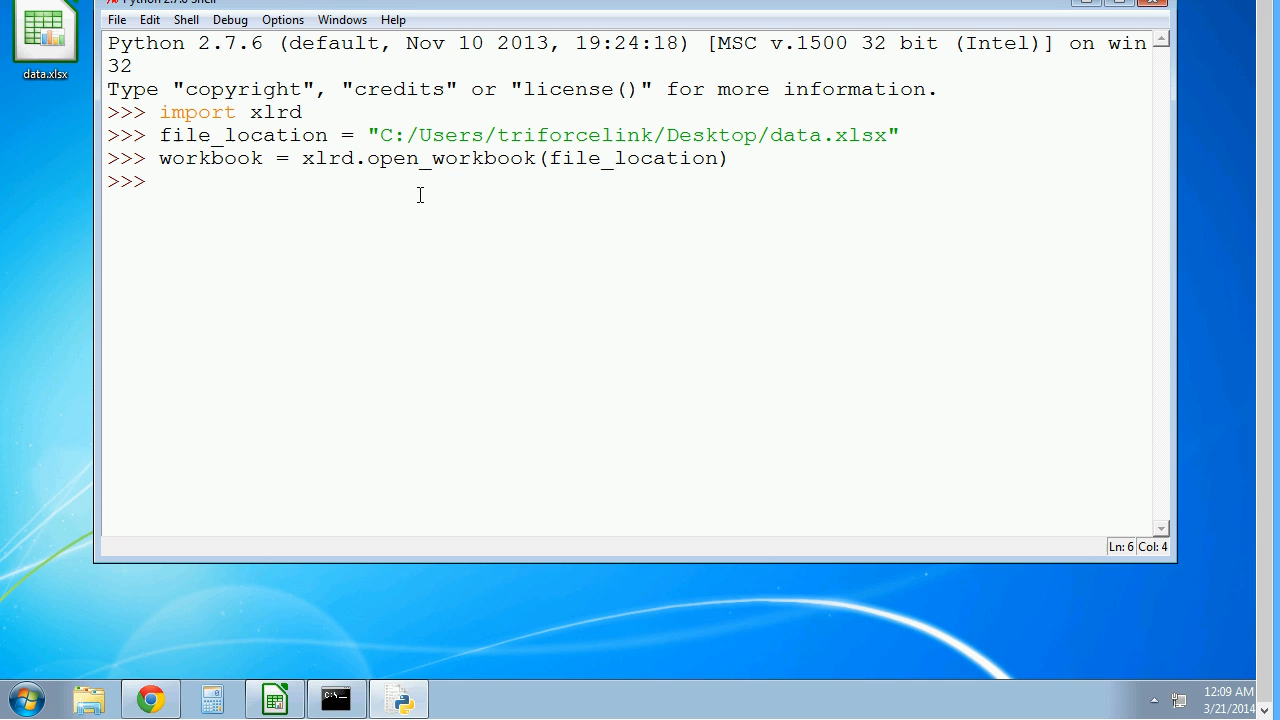 File Edit Shell Debug Options Windows Help
Python 2.7.6 (default, Nov 10 2013, 19:24:18) [MSC v.1500 32 bit (Intel)] on win
32
Type "copyright", "credits" or "license()" for more information.
>>> import xlrd
>>> file_location = "C:/Users/triforcelink/Desktop/data.xlsx"
>>> workbook = xlrd.open_workbook(file_location)
>>>
data.xlsx
Ln: 6 Col: 4
C:\.
12:09 AM
3/21/2014